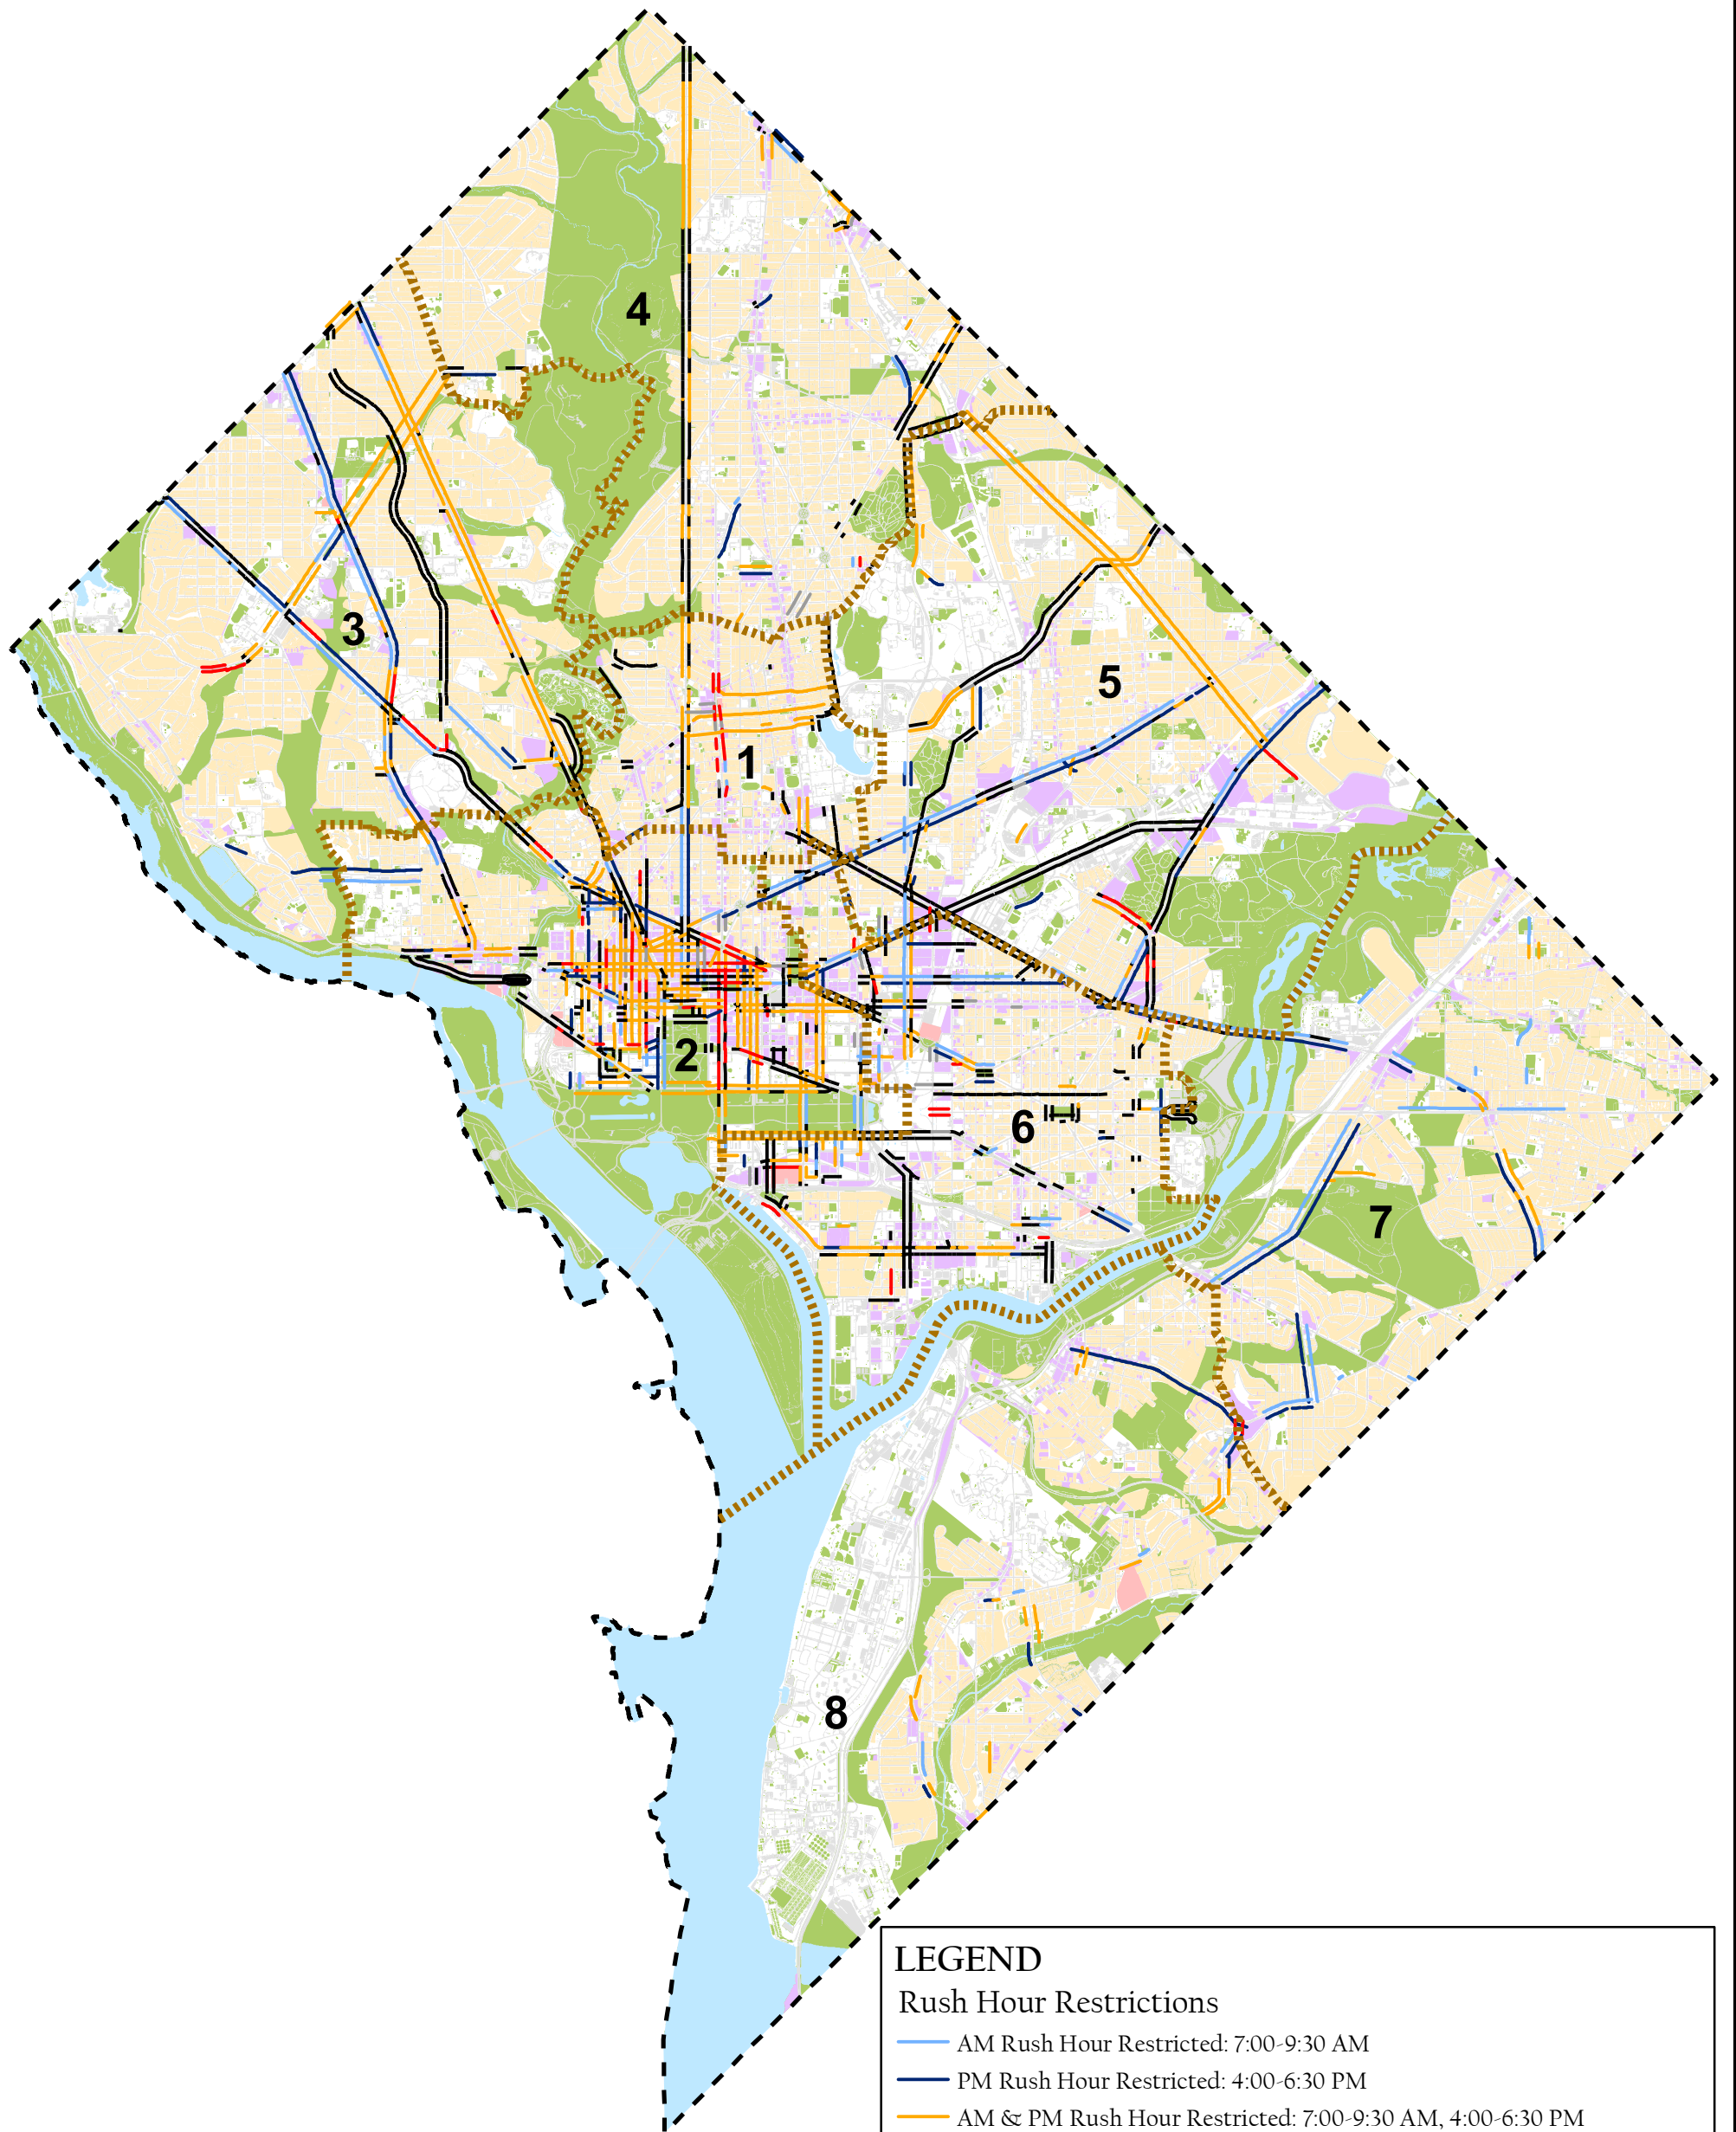 4
3
5
1
2
6
7
8
LEGEND
Rush Hour Restrictions
AM Rush Hour Restricted: 7:00-9:30 AM
PM Rush Hour Restricted: 4:00-6:30 PM
AM & PM Rush Hour Restricted: 7:00-9:30 AM, 4:00-6:30 PM